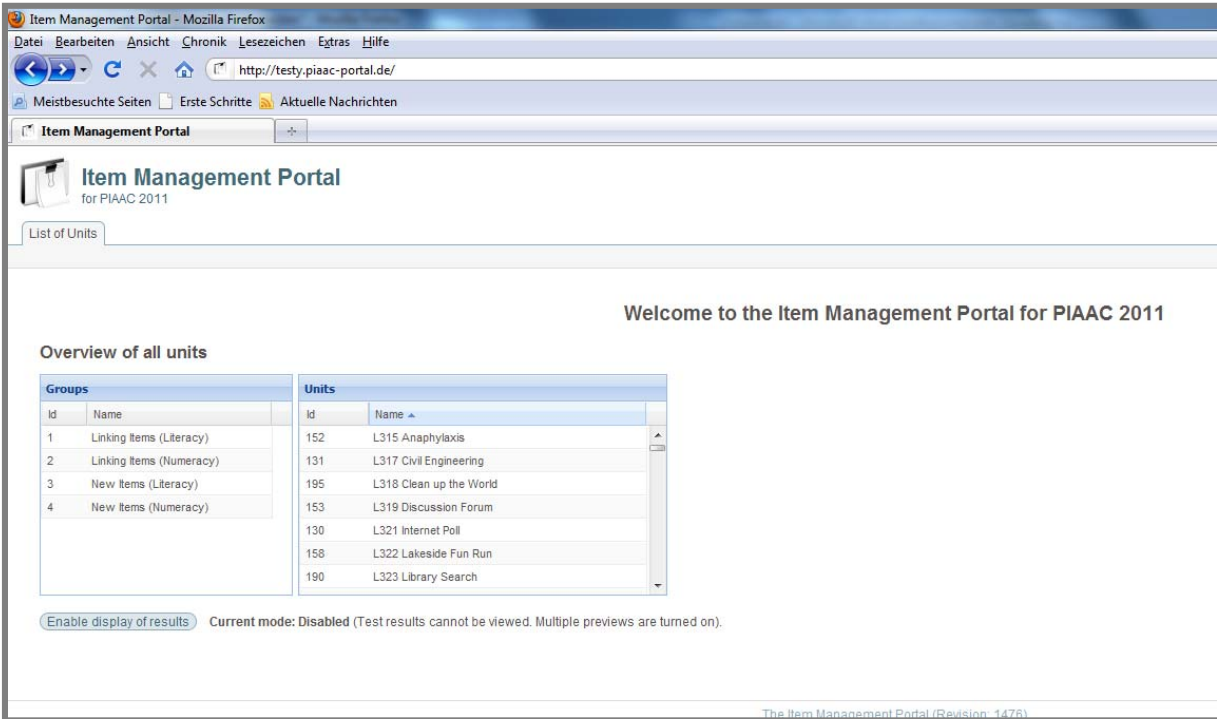 Item Management Portal - Mozilla Firefox
Datei Bearbeiten Ansicht Chronik Lesezeichen Extras Hilfe
http://testy.piaac-portal.de/
Meistbesuchte Seiten Erste Schritte Aktuelle Nachrichten
Item Management Portal
Item Management Portal
for PIAAC 2011
List of Units
Welcome to the Item Management Portal for PIAAC 2011
Overview of all units
Groups Units
Id Name Id Name
1 Linking Items (Literacy) 152 L315 Anaphylaxis
2 Linking Items (Numeracy) 131 L317 Civil Engineering
3 New Items (Literacy) 195 L318 Clean up the World
4 New Items (Numeracy) 153 L319 Discussion Forum
130 L321 Internet Poll
158 L322 Lakeside Fun Run
190 L323 Library Search
Enable display of results Current mode: Disabled (Test results cannot be viewed. Multiple previews are turned on).
The Item Management Portal (Revision: 1476)